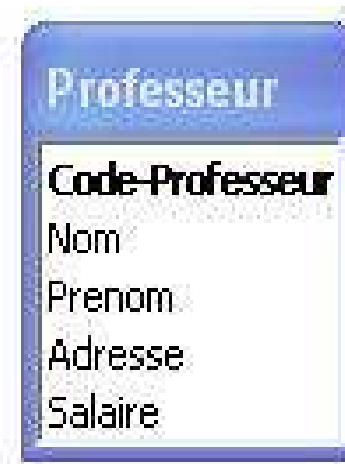 Professeur
Code-Professeur
Nom
Prenom
Adresse
Salaire